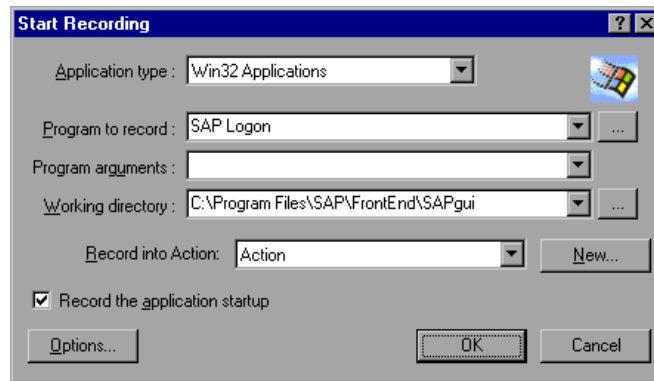 Start Recording
Application type : Win32 Applications
Program to record : SAP Logon ...
Program arguments :
Working directory : C:\Program Files\SAP\FrontEnd\SAPgui ...
Record into Action: Action New...
Record the application startup
Options... OK Cancel